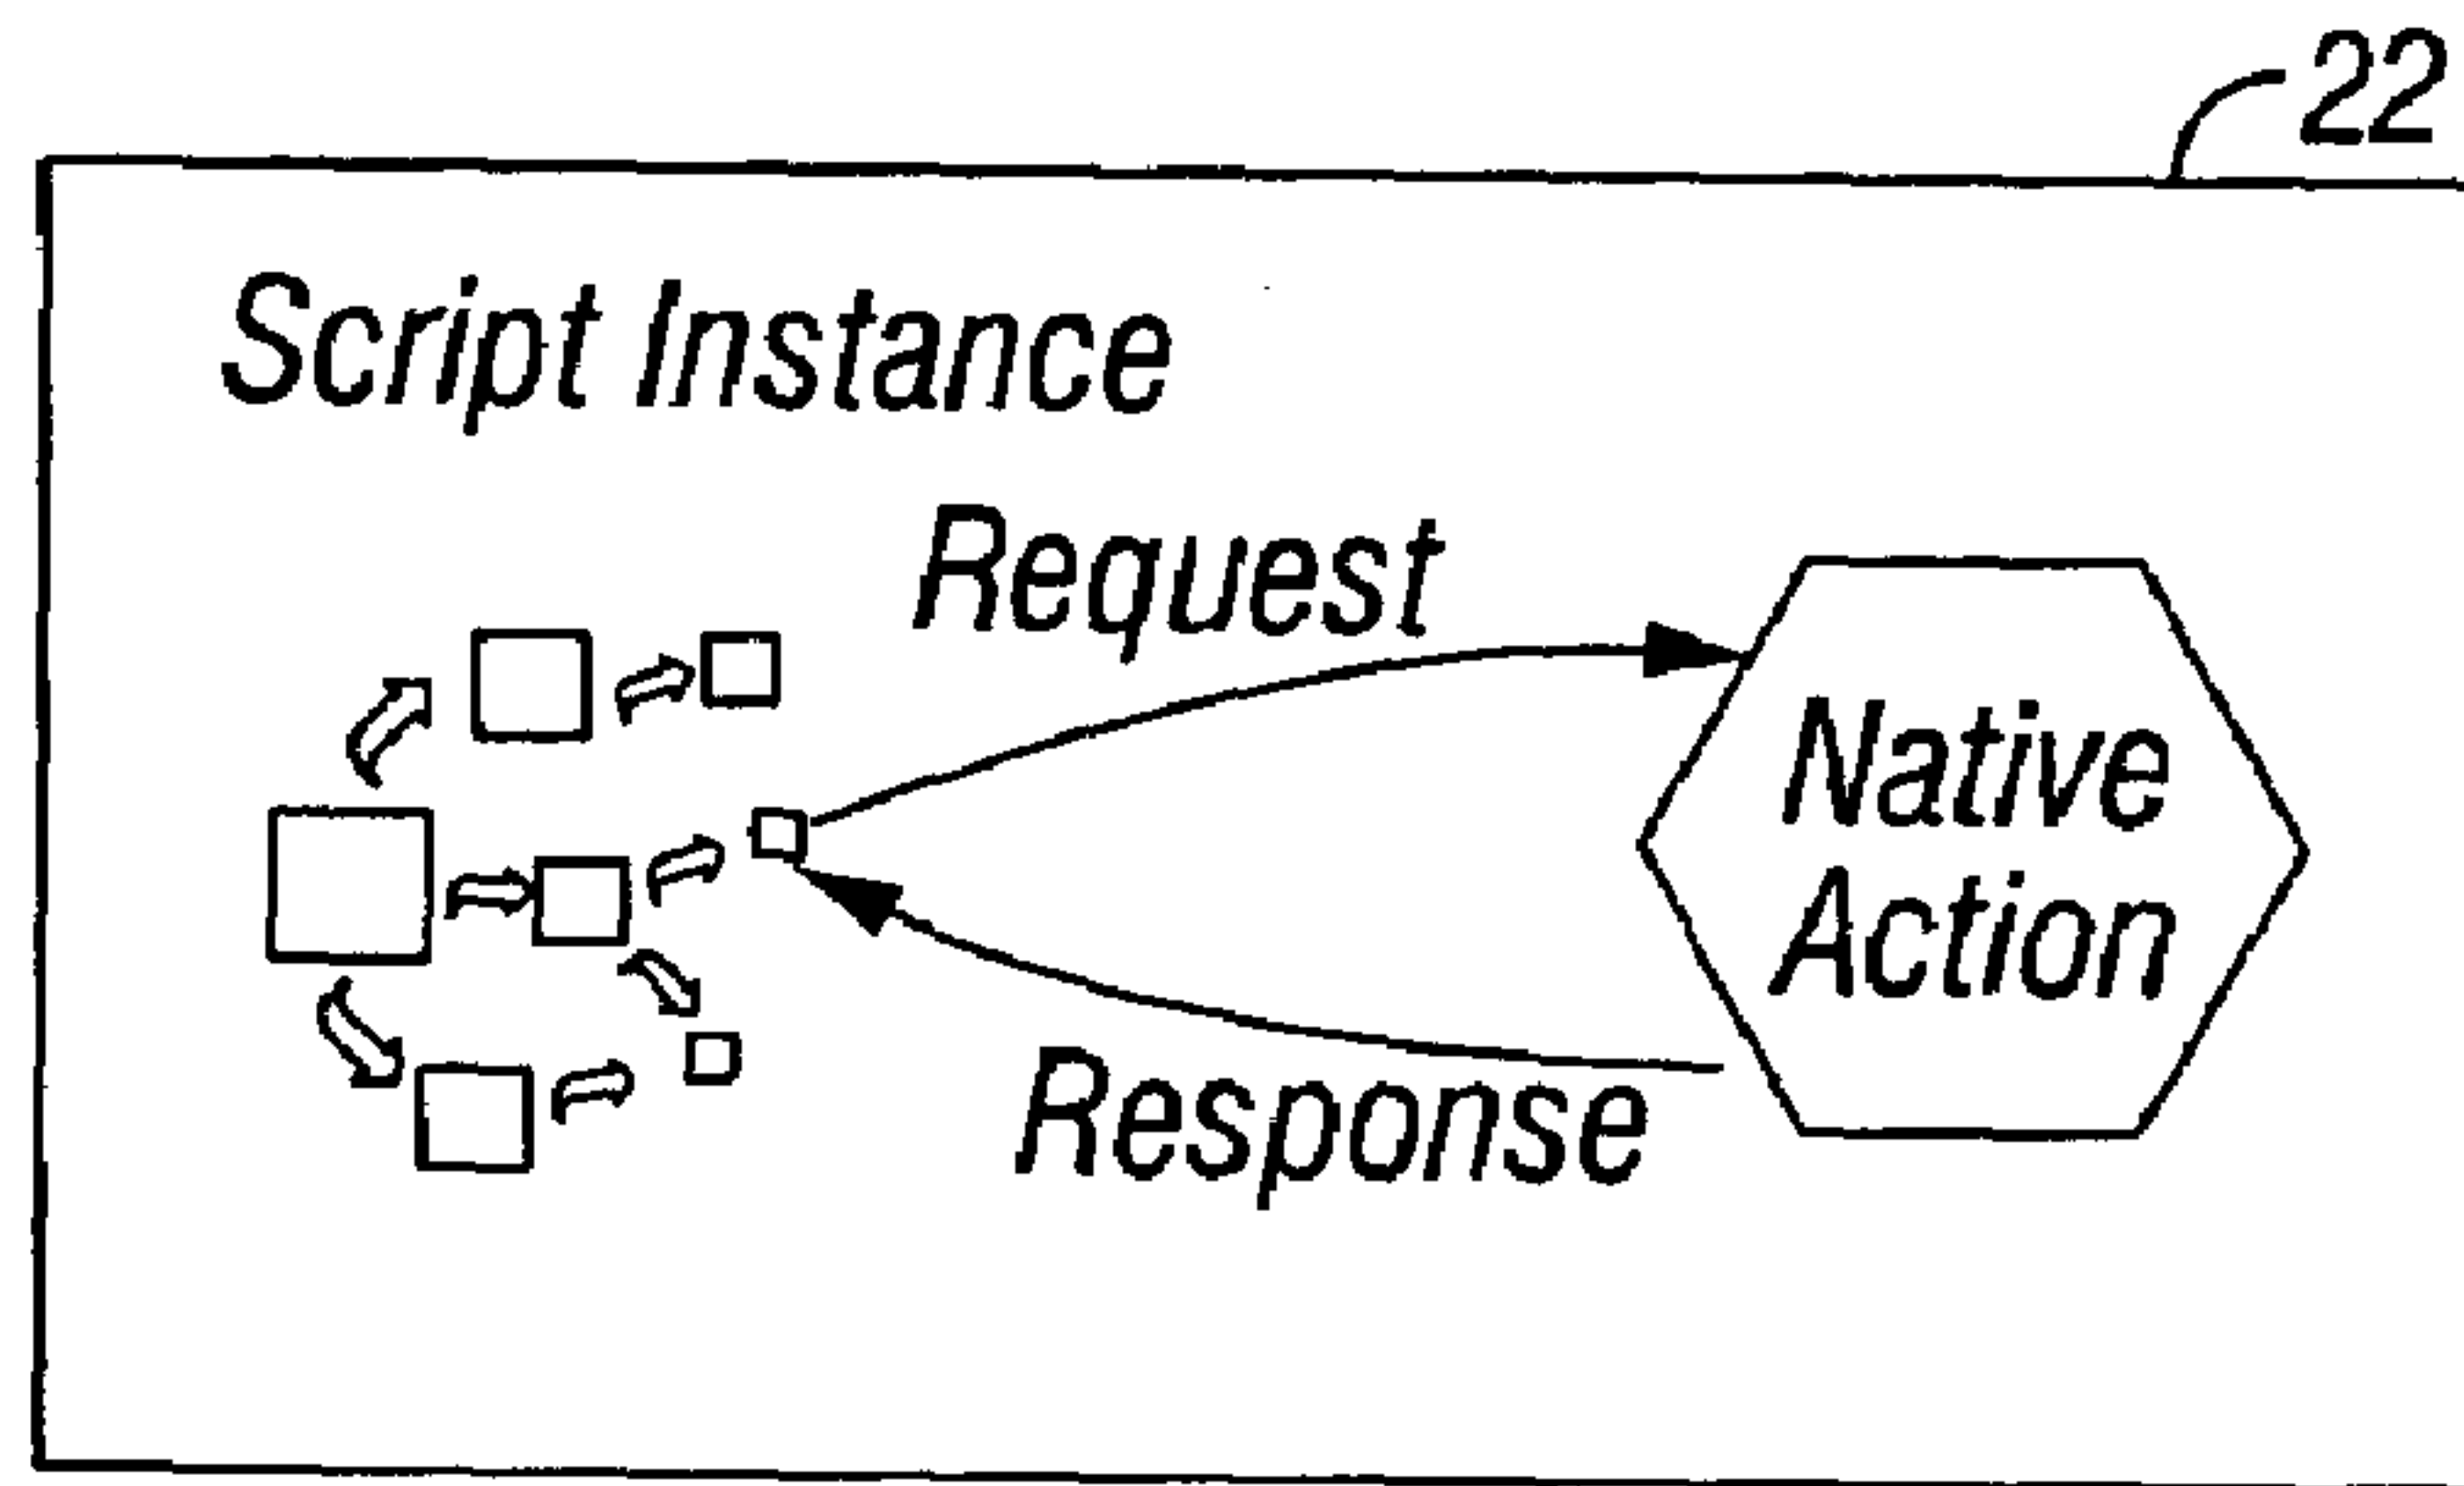 22
Script Instance
Request
Native
Action
Response